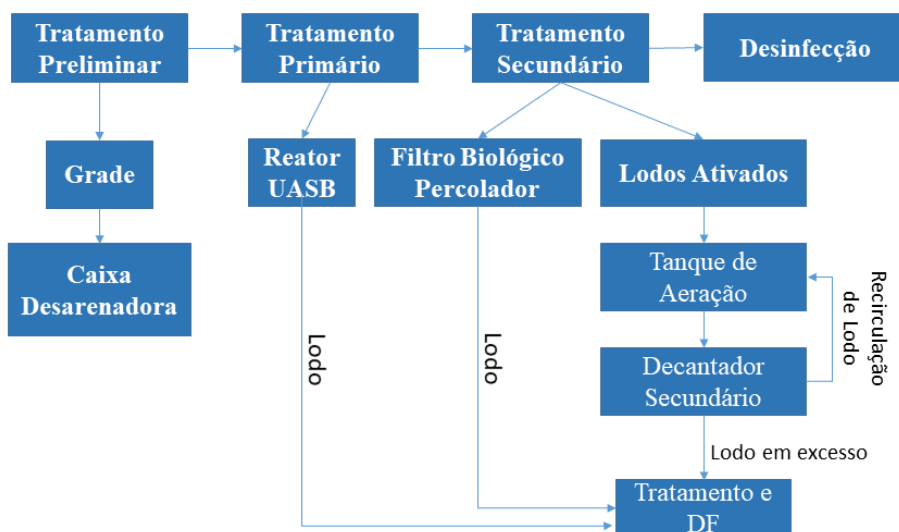 Tratamento
Preliminar
Tratamento
Primário
Tratamento
Secundário
Desinfecção
Grade
Reator
UASB
Filtro Biológico
Percolador
Lodos Ativados
Caixa
Desarenadora
Tanque de
Aeração
Recirculação
de Lodo
Lodo
Lodo
Decantador
Secundário
Lodo em excesso
Tratamento e
DF